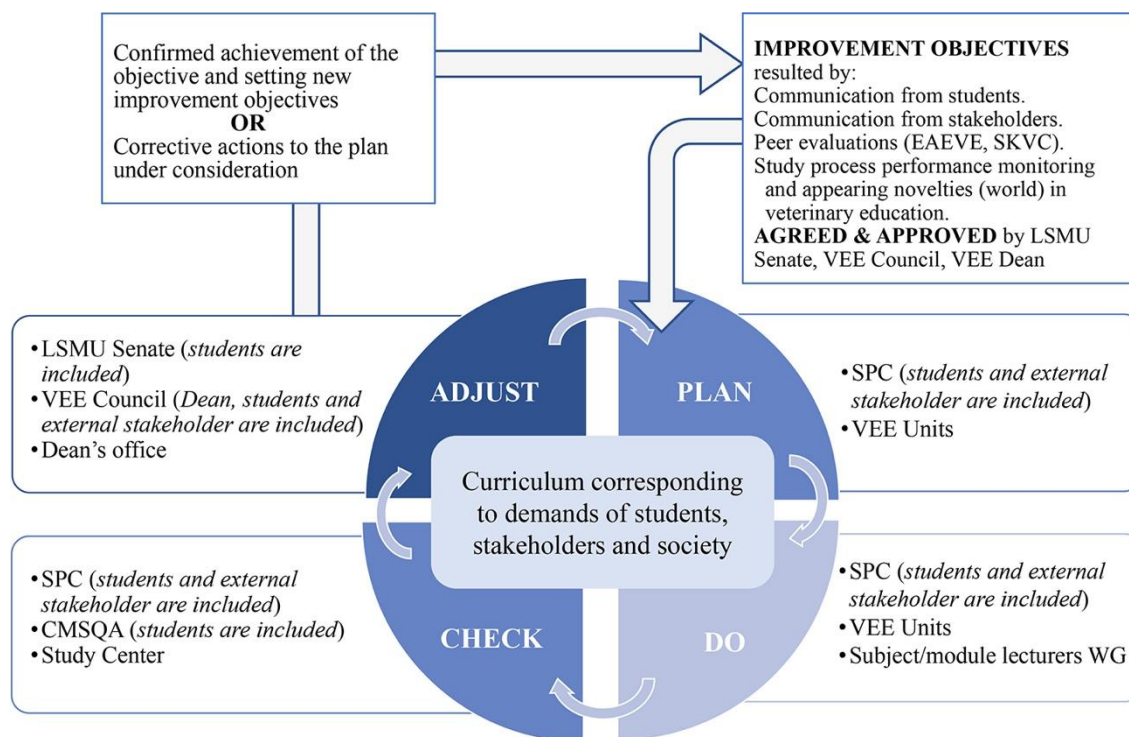 Confirmed achievement of the
objective and setting new
improvement objectives
OR
Corrective actions to the plan
under consideration
IMPROVEMENT OBJECTIVES
resulted by:
Communication from students.
Communication from stakeholders.
Peer evaluations (EAEVE, SKVC).
Study process performance monitoring
and appearing novelties (world) in
veterinary education.
AGREED & APPROVED by LSMU
Senate, VEE Council, VEE Dean
•LSMU Senate (students are
included)
•VEE Council (Dean, students and
external stakeholder are included)
•Dean’s office
ADJUST
PLAN
•SPC (students and external
stakeholder are included)
•VEE Units
Curriculum corresponding
to demands of students,
stakeholders and society
•SPC (students and external
stakeholder are included)
•CMSQA (students are included)
•Study Center
CHECK
DO
•SPC (students and external
stakeholder are included)
•VEE Units
•Subject/module lecturers WG